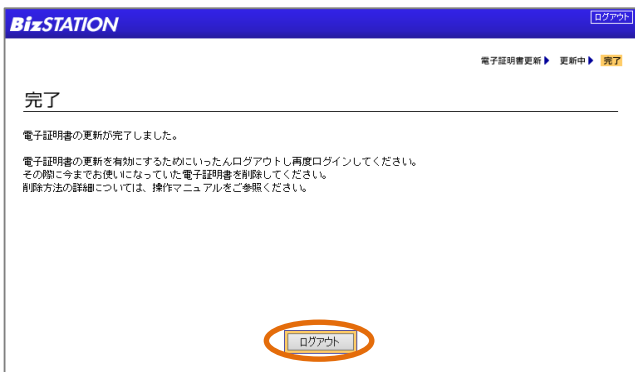 BizSTATION
ログアウト
電子証明書更新▶ 更新中▶ 完了
完了
電子証明書の更新が完了しました。
電子証明書の更新を有効にするためにいったんログアウトし再度ログインしてください。
その際に今までお使いになっていた電子証明書を削除してください。
削除方法の詳細については、操作マニュアルをご参照ください。
ログアウト